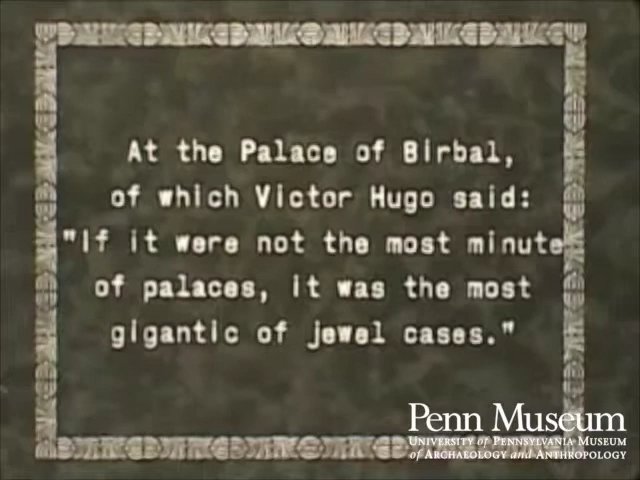 At the Palace of Birbal,
of which Victor Hugo said:
"If it were not the most minute
of palaces, it was the most
gigantic of jewel cases."
Penn Museum
UNIVERSITY of PENNSYLVANIA MUSEUM
of ARCHAEOLOGY and ANTHROPOLOGY